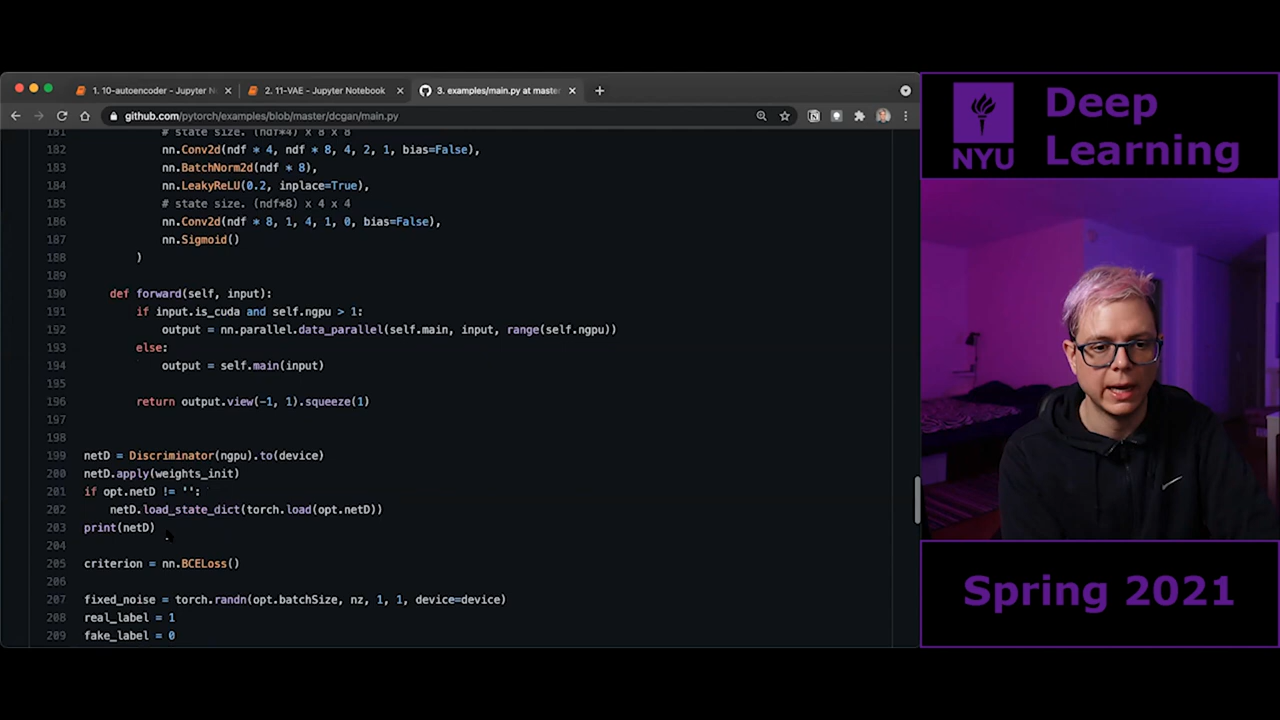 1. 10-autoencoder - Jupyter N
2. 11-VAE - Jupyter Notebook
3. examples/main.py at master
github.com/pytorch/examples/blob/master/dcgan/main.py
181 # state size. (ndf*4) x 8 x 8
182 nn.Conv2d(ndf * 4, ndf * 8, 4, 2, 1, bias=False),
183 nn.BatchNorm2d(ndf * 8),
184 nn.LeakyReLU(0.2, inplace=True),
185 # state size. (ndf*8) x 4 x 4
186 nn.Conv2d(ndf * 8, 1, 4, 1, 0, bias=False),
187 nn.Sigmoid()
188 )
189
190 def forward(self, input):
191 if input.is_cuda and self.ngpu > 1:
192 output = nn.parallel.data_parallel(self.main, input, range(self.ngpu))
193 else:
194 output = self.main(input)
195
196 return output.view(-1, 1).squeeze(1)
197
198
199 netD = Discriminator(ngpu).to(device)
200 netD.apply(weights_init)
201 if opt.netD != '':
202 netD.load_state_dict(torch.load(opt.netD))
203 print(netD)
204
205 criterion = nn.BCELoss()
206
207 fixed_noise = torch.randn(opt.batchSize, nz, 1, 1, device=device)
208 real_label = 1
209 fake_label = 0
NYU
Deep
Learning
Spring 2021